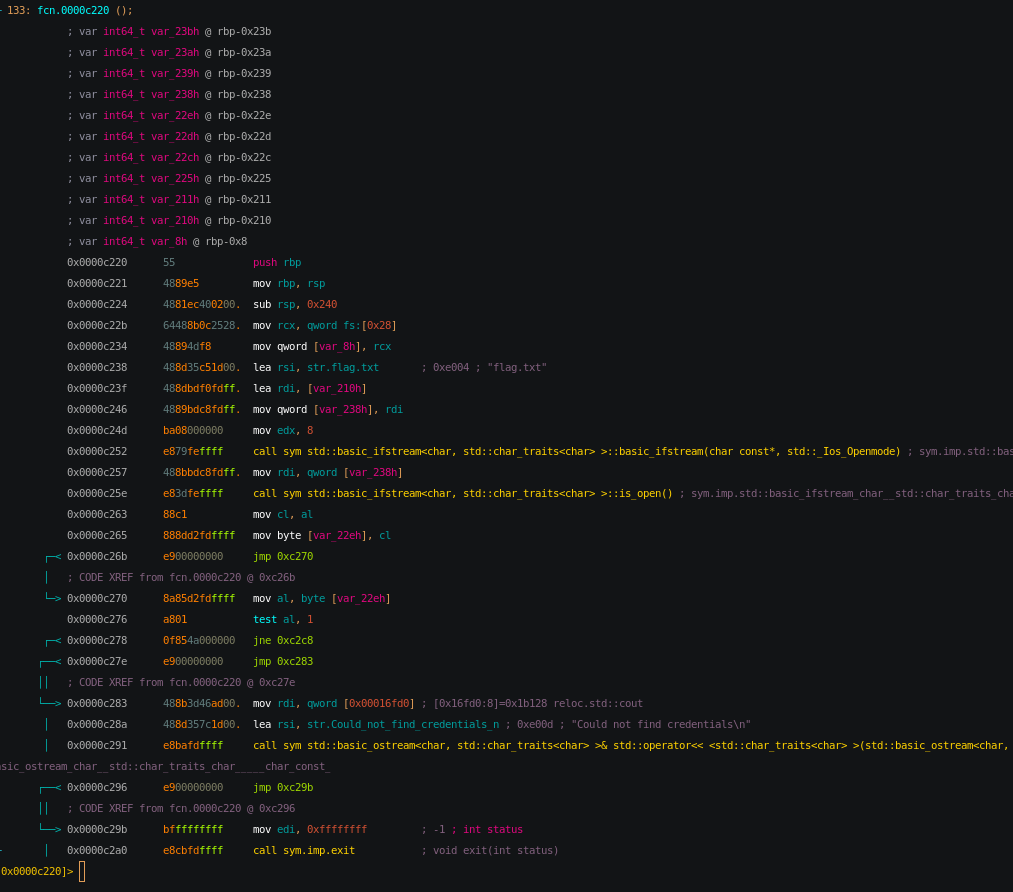 133: fcn.0000c220 ();
; var int64_t var_23bh @ rbp-0x23b
; var int64_t var_23ah @ rbp-0x23a
; var int64_t var_239h @ rbp-0x239
; var int64_t var_238h @ rbp-0x238
; var int64_t var_22eh @ rbp-0x22e
; var int64_t var_22dh @ rbp-0x22d
; var int64_t var_22ch @ rbp-0x22c
; var int64_t var_225h @ rbp-0x225
; var int64_t var_211h @ rbp-0x211
; var int64_t var_210h @ rbp-0x210
; var int64_t var_8h @ rbp-0x8
0x0000c220 55 push rbp
0x0000c221 4889e5 mov rbp, rsp
0x0000c224 4881ec400200. sub rsp, 0x240
0x0000c22b 64488b0c2528. mov rcx, qword fs:[0x28]
0x0000c234 48894df8 mov qword [var_8h], rcx
0x0000c238 488d35c51d00. lea rsi, str.flag.txt ; 0xe004 ; "flag.txt"
0x0000c23f 488dbdf0fdff. lea rdi, [var_210h]
0x0000c246 4889bdc8fdff. mov qword [var_238h], rdi
0x0000c24d ba08000000 mov edx, 8
0x0000c252 e879feffff call sym std::basic_ifstream<char, std::char_traits<char> >::basic_ifstream(char const*, std::_Ios_Openmode) ; sym.imp.std::bas
0x0000c257 488bbdc8fdff. mov rdi, qword [var_238h]
0x0000c25e e83dfeffff call sym std::basic_ifstream<char, std::char_traits<char> >::is_open() ; sym.imp.std::basic_ifstream_char__std::char_traits_cha
0x0000c263 88c1 mov cl, al
0x0000c265 888dd2fdffff mov byte [var_22eh], cl
0x0000c26b e900000000 jmp 0xc270
; CODE XREF from fcn.0000c220 @ 0xc26b
0x0000c270 8a85d2fdffff mov al, byte [var_22eh]
0x0000c276 a801 test al, 1
0x0000c278 0f854a000000 jne 0xc2c8
0x0000c27e e900000000 jmp 0xc283
; CODE XREF from fcn.0000c220 @ 0xc27e
0x0000c283 488b3d46ad00. mov rdi, qword [0x00016fd0] ; [0x16fd0:8]=0x1b128 reloc.std::cout
0x0000c28a 488d357c1d00. lea rsi, str.Could_not_find_credentials_n ; 0xe00d ; "Could not find credentials\n"
0x0000c291 e8bafdffff call sym std::basic_ostream<char, std::char_traits<char> >& std::operator<< <std::char_traits<char> >(std::basic_ostream<char,
asic_ostream_char__std::char_traits_char_____char_const_
0x0000c296 e900000000 jmp 0xc29b
; CODE XREF from fcn.0000c220 @ 0xc296
0x0000c29b bfffffffff mov edi, 0xffffffff ; -1 ; int status
0x0000c2a0 e8cbfdffff call sym.imp.exit ; void exit(int status)
0x0000c220]>